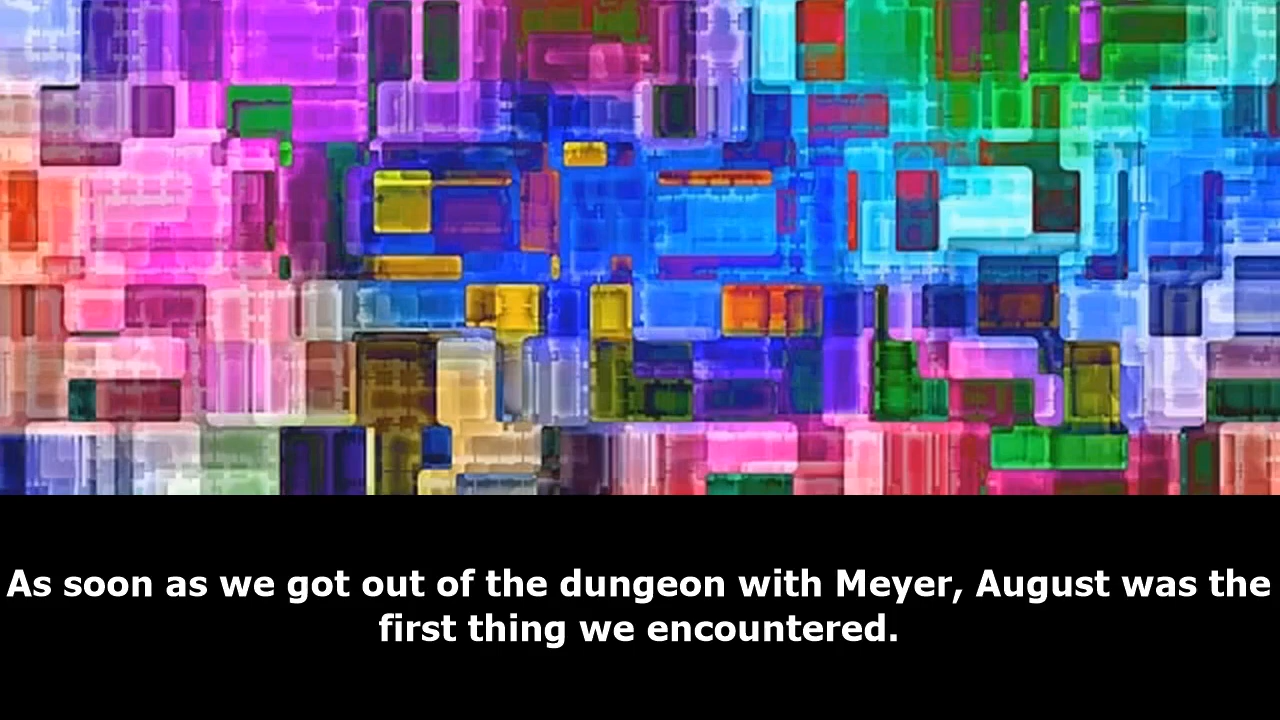 As soon as we got out of the dungeon with Meyer, August was the
first thing we encountered.